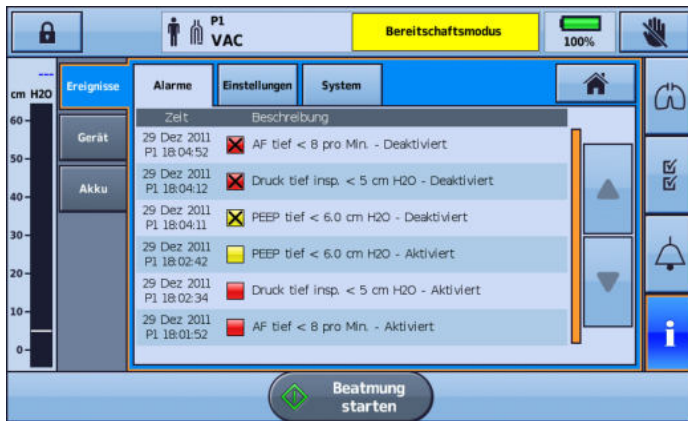 P1
VAC
Bereitschaftsmodus
100%
---
cm H2O
60
50
40
30
20
10
0
Ereignisse
Gerät
Akku
Alarme
Einstellungen
System
Zeit Beschreibung
29 Dez 2011
P1 18:04:52
AF tief < 8 pro Min. - Deaktiviert
29 Dez 2011
P1 18:04:12
Druck tief insp. < 5 cm H2O - Deaktiviert
29 Dez 2011
P1 18:04:11
PEEP tief < 6.0 cm H2O - Deaktiviert
29 Dez 2011
P1 18:02:42
PEEP tief < 6.0 cm H2O - Aktiviert
29 Dez 2011
P1 18:02:34
Druck tief insp. < 5 cm H2O - Aktiviert
29 Dez 2011
P1 18:01:52
AF tief < 8 pro Min. - Aktiviert
i
Beatmung
starten